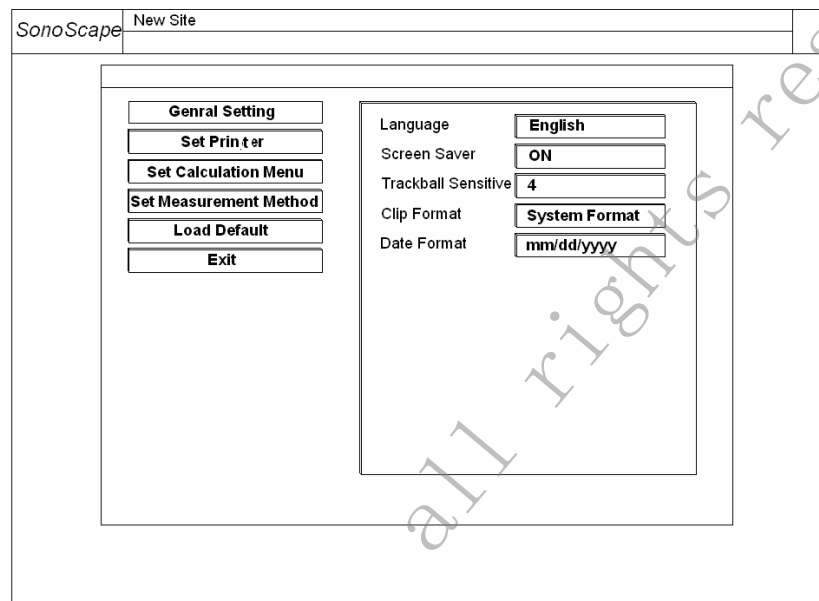 SonoScape
New Site
Genral Setting
Set Printer
Set Calculation Menu
Set Measurement Method
Load Default
Exit
Language English
Screen Saver ON
Trackball Sensitive 4
Clip Format System Format
Date Format mm/dd/yyyy
all rights res